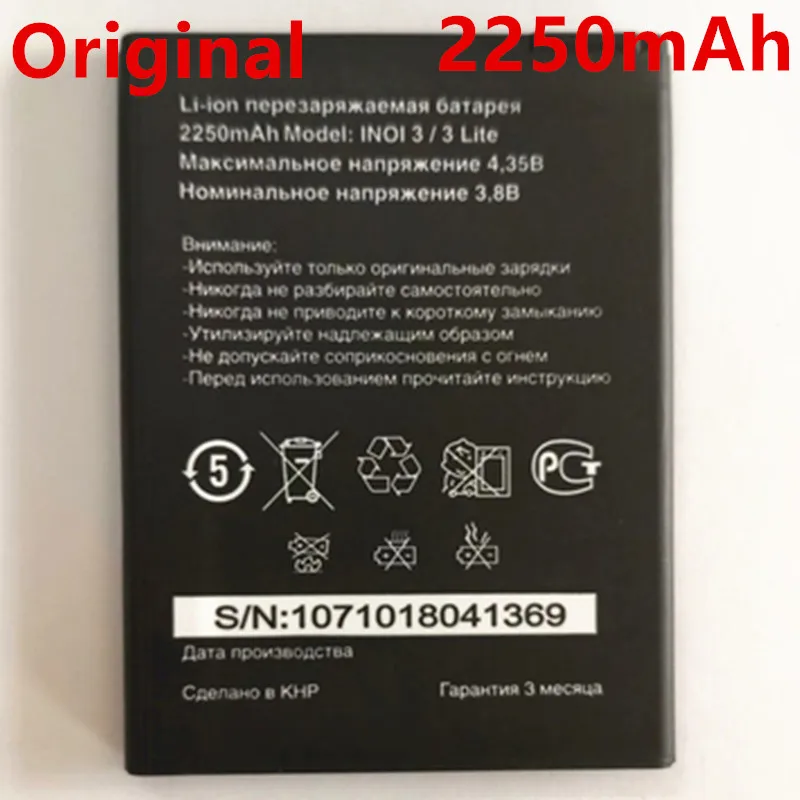 Original 2250mAh
Li-ion перезаряжаемая батарея
2250mAh Model: INOI 3 / 3 Lite
Максимальное напряжение 4,35В
Номинальное напряжение 3,8В
Внимание:
-Используйте только оригинальные зарядки
-Никогда не разбирайте самостоятельно
-Никогда не приводите к короткому замыканию
-Утилизируйте надлежащим образом
-Не допускайте соприкосновения с огнем
-Перед использованием прочитайте инструкцию
5
РСТ
S/N:1071018041369
Дата производства
Сделано в КНР Гарантия 3 месяца